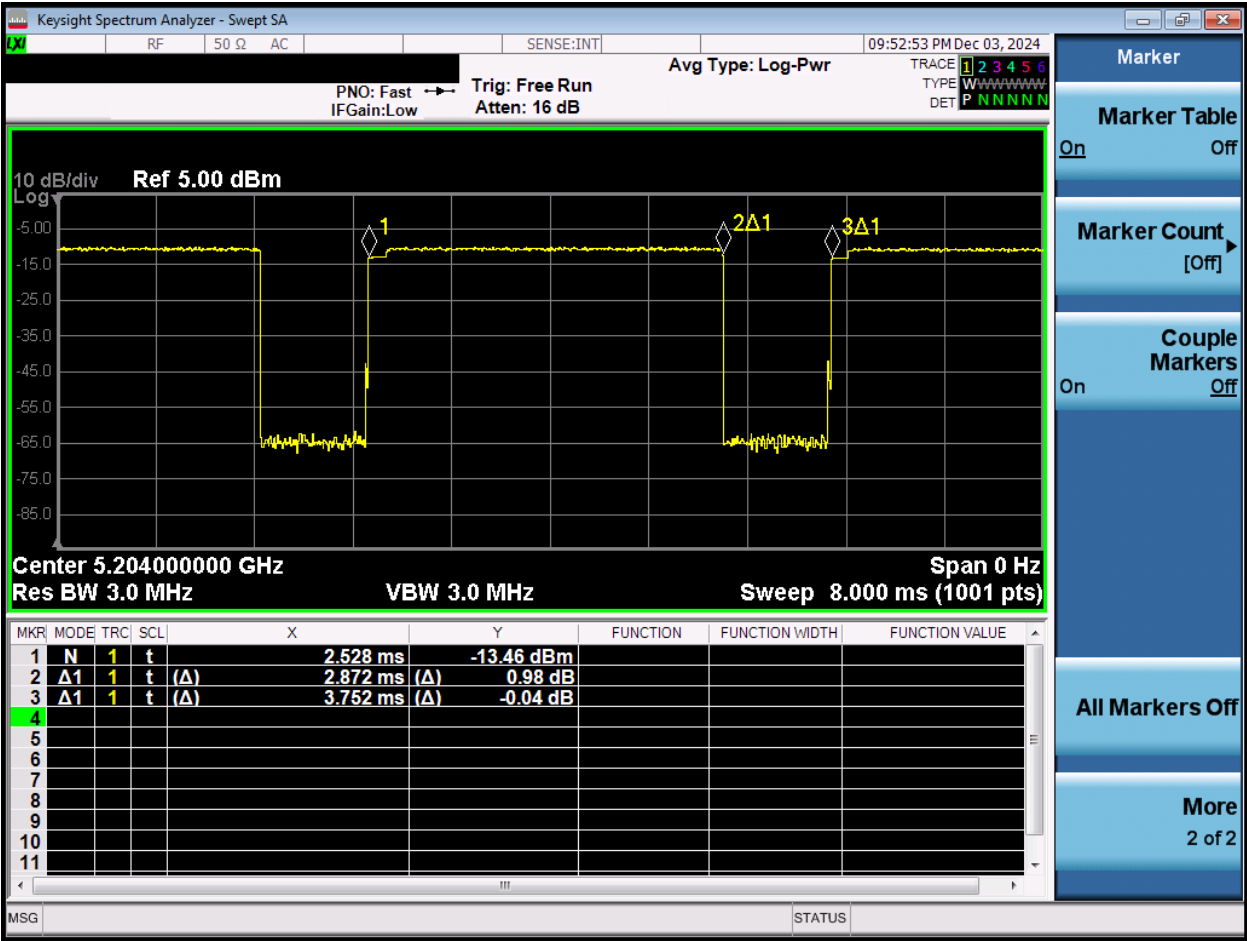 Keysight Spectrum Analyzer - Swept SA
LXI RF 50 Ω AC SENSE:INT 09:52:53 PM Dec 03, 2024
PNO: Fast
IFGain:Low
Trig: Free Run
Atten: 16 dB
Avg Type: Log-Pwr
TRACE 1 2 3 4 5 6
TYPE WWWWWW
DET P N N N N N
10 dB/div Ref 5.00 dBm
Log
-5.00
-15.0
-25.0
-35.0
-45.0
-55.0
-65.0
-75.0
-85.0
1
2Δ1
3Δ1
Center 5.204000000 GHz Span 0 Hz
Res BW 3.0 MHz VBW 3.0 MHz Sweep 8.000 ms (1001 pts)
MKR MODE TRC SCL X Y FUNCTION FUNCTION WIDTH FUNCTION VALUE
1 N 1 t 2.528 ms -13.46 dBm
2 Δ1 1 t (Δ) 2.872 ms (Δ) 0.98 dB
3 Δ1 1 t (Δ) 3.752 ms (Δ) -0.04 dB
4
5
6
7
8
9
10
11
MSG STATUS
Marker
Marker Table
On Off
Marker Count
[Off]
Couple
Markers
On Off
All Markers Off
More
2 of 2